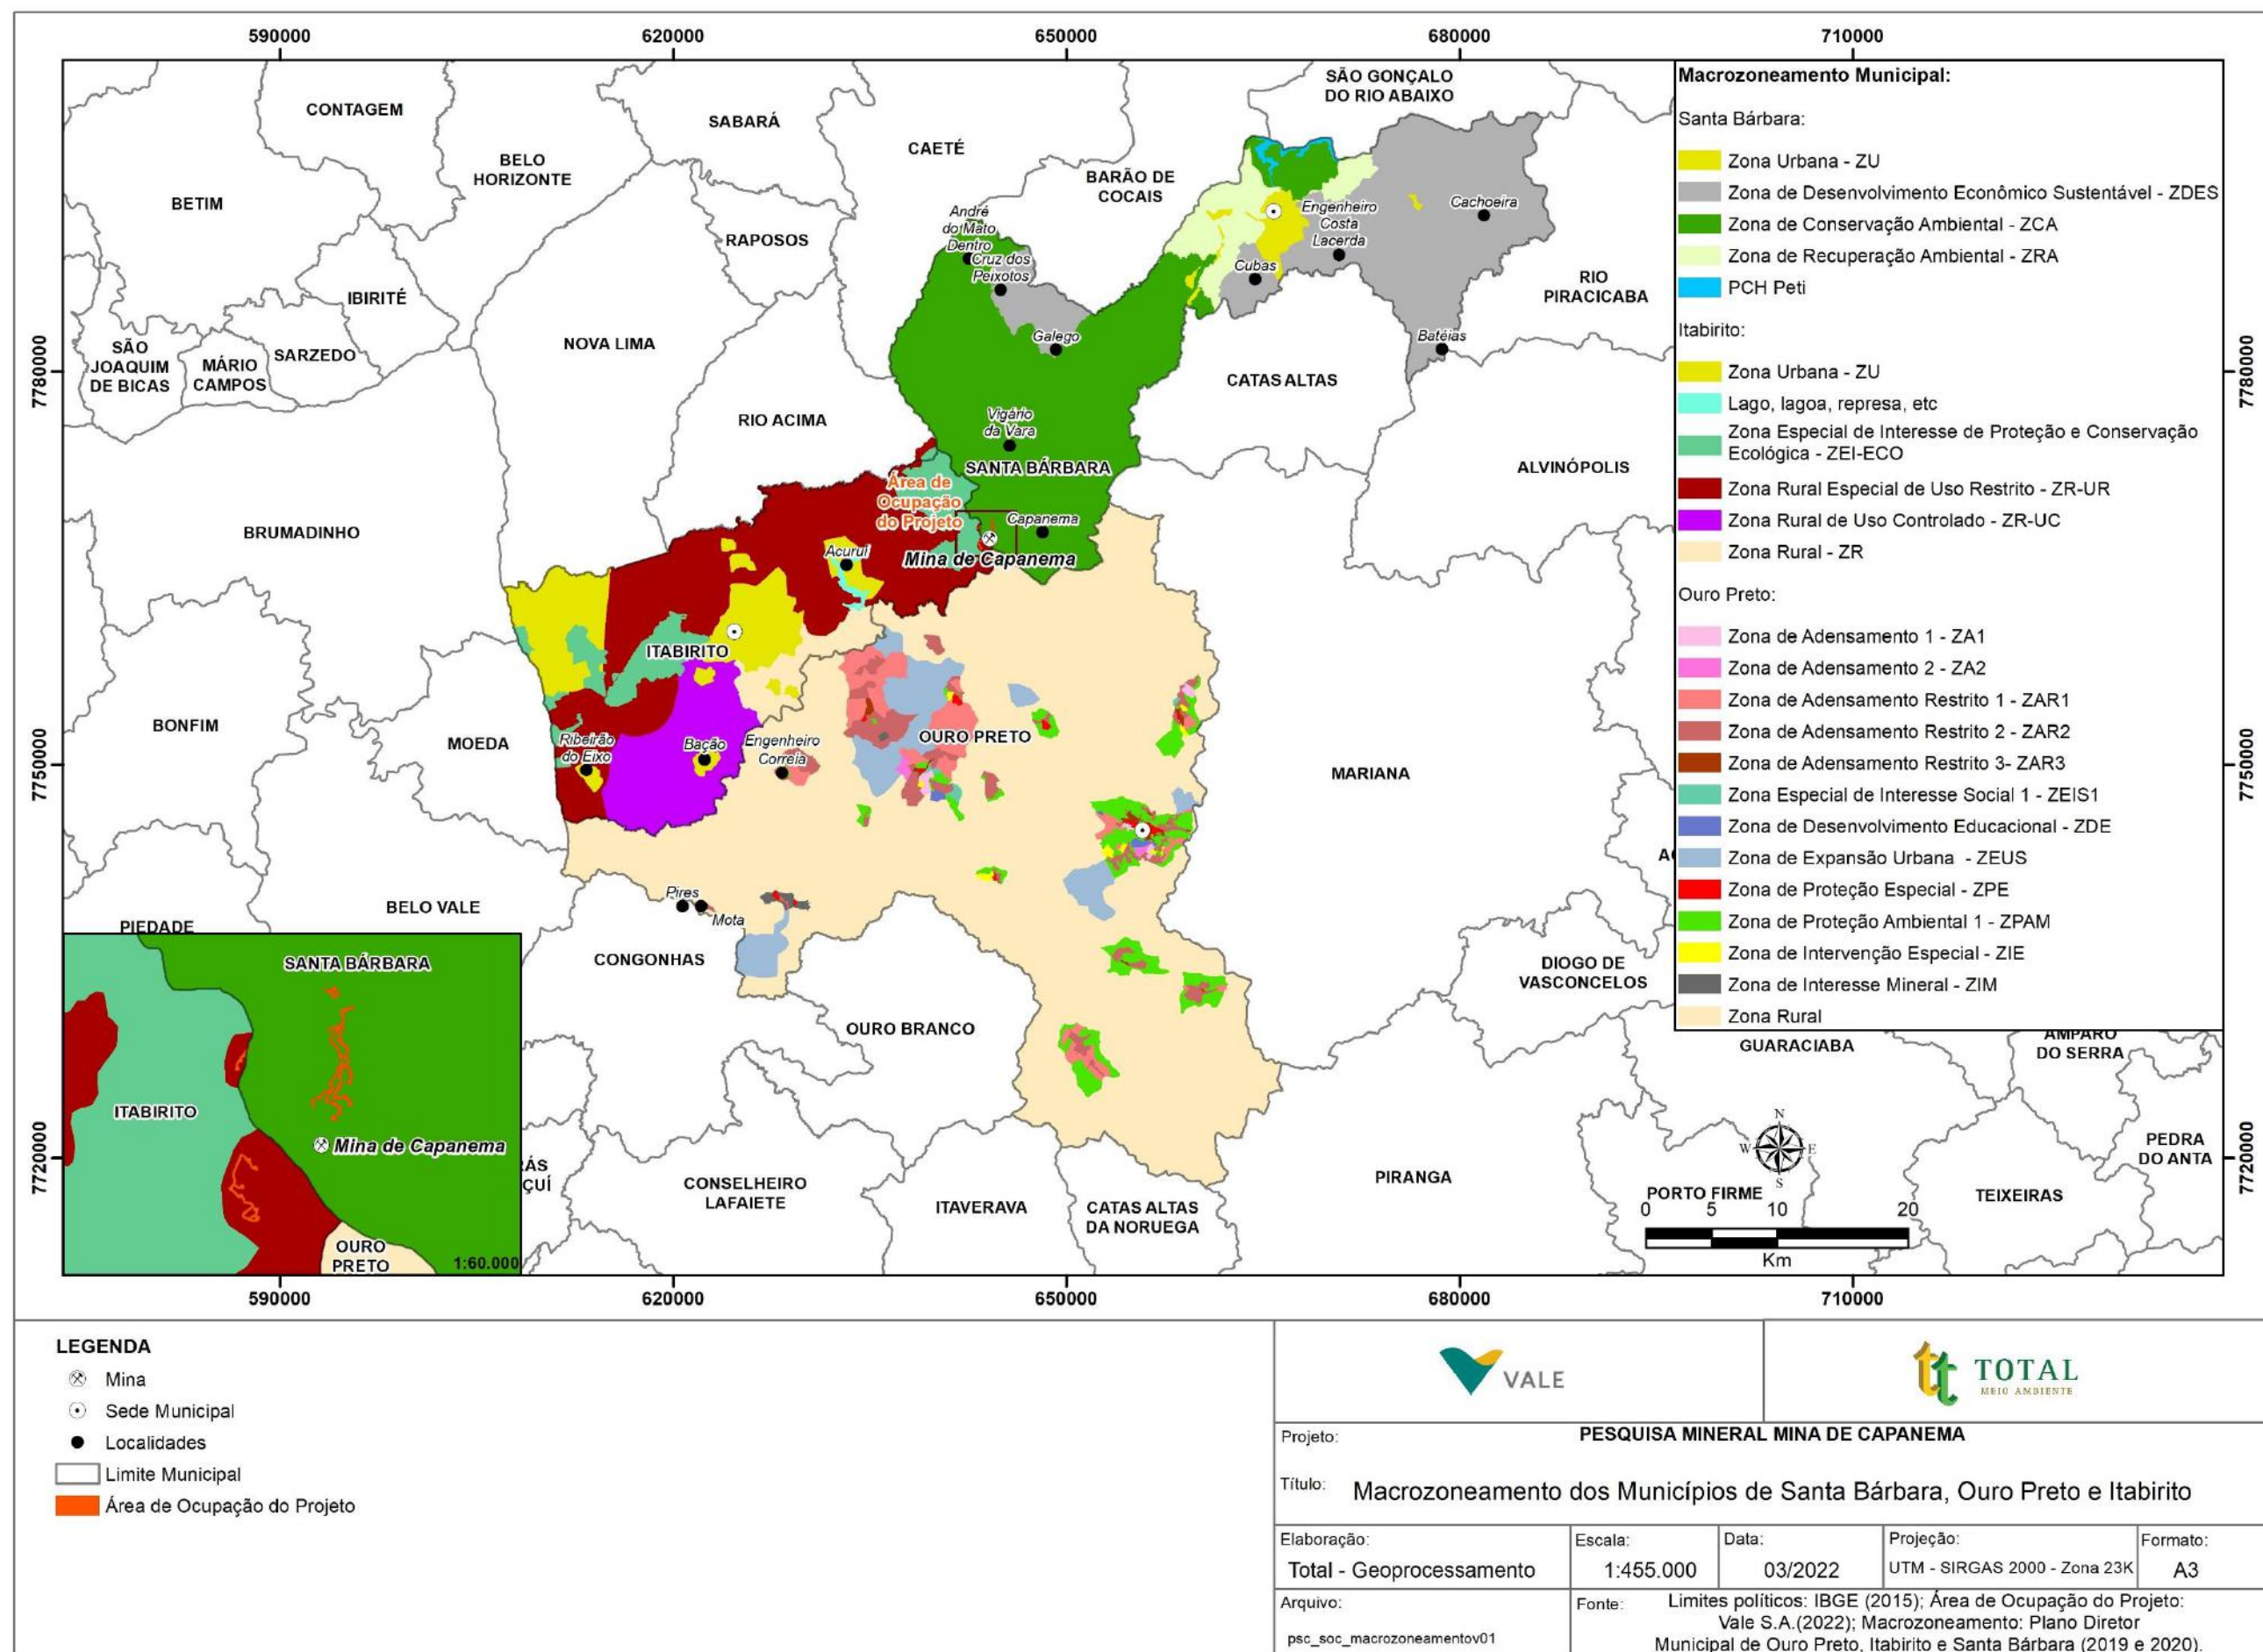 590000
620000
650000
680000
710000
CONTAGEM
SABARÁ
SÃO GONÇALO
DO RIO ABAIXO
BELO
HORIZONTE
CAETÉ
BARÃO DE
COCAIS
BETIM
RAPOSOS
André
do Mato
Dentro
Cruz dos
Peixotos
Engenheiro
Costa
Lacerda
Cachoeira
Cubas
IBIRITÉ
RIO
PIRACICABA
SÃO
JOAQUIM
DE BICAS
MÁRIO
CAMPOS
SARZEDO
NOVA LIMA
Galego
Batéias
7780000
7780000
CATAS ALTAS
RIO ACIMA
Vigário
da Vara
SANTA BÁRBARA
ALVINÓPOLIS
Área de
Ocupação
do Projeto
Capanema
BRUMADINHO
Acuruí
Mina de Capanema
ITABIRITO
BONFIM
MOEDA
Ribeirão
do Eixo
Bação
Engenheiro
Correia
OURO PRETO
MARIANA
7750000
7750000
A
Pires
Mota
BELO VALE
PIEDADE
CONGONHAS
DIOGO DE
VASCONCELOS
OURO BRANCO
GUARACIABA
AMPARO
DO SERRA
SANTA BÁRBARA
ITABIRITO
Mina de Capanema
OURO
PRETO
1:60.000
ÁS
ÇUÍ
7720000
7720000
CONSELHEIRO
LAFAIETE
ITAVERAVA
CATAS ALTAS
DA NORUEGA
PIRANGA
PORTO FIRME
TEIXEIRAS
PEDRA
DO ANTA
N
W
E
S
0 5 10 20
Km
590000
620000
650000
680000
710000
Macrozoneamento Municipal:
Santa Bárbara:
Zona Urbana - ZU
Zona de Desenvolvimento Econômico Sustentável - ZDES
Zona de Conservação Ambiental - ZCA
Zona de Recuperação Ambiental - ZRA
PCH Peti
Itabirito:
Zona Urbana - ZU
Lago, lagoa, represa, etc
Zona Especial de Interesse de Proteção e Conservação
Ecológica - ZEI-ECO
Zona Rural Especial de Uso Restrito - ZR-UR
Zona Rural de Uso Controlado - ZR-UC
Zona Rural - ZR
Ouro Preto:
Zona de Adensamento 1 - ZA1
Zona de Adensamento 2 - ZA2
Zona de Adensamento Restrito 1 - ZAR1
Zona de Adensamento Restrito 2 - ZAR2
Zona de Adensamento Restrito 3- ZAR3
Zona Especial de Interesse Social 1 - ZEIS1
Zona de Desenvolvimento Educacional - ZDE
Zona de Expansão Urbana - ZEUS
Zona de Proteção Especial - ZPE
Zona de Proteção Ambiental 1 - ZPAM
Zona de Intervenção Especial - ZIE
Zona de Interesse Mineral - ZIM
Zona Rural
LEGENDA
Mina
Sede Municipal
Localidades
Limite Municipal
Área de Ocupação do Projeto
VALE
tt TOTAL
MEIO AMBIENTE
Projeto:
PESQUISA MINERAL MINA DE CAPANEMA
Título:
Macrozoneamento dos Municípios de Santa Bárbara, Ouro Preto e Itabirito
Elaboração:
Total - Geoprocessamento
Escala:
1:455.000
Data:
03/2022
Projeção:
UTM - SIRGAS 2000 - Zona 23K
Formato:
A3
Arquivo:
psc_soc_macrozoneamentov01
Fonte:
Limites políticos: IBGE (2015); Área de Ocupação do Projeto:
Vale S.A.(2022); Macrozoneamento: Plano Diretor
Municipal de Ouro Preto, Itabirito e Santa Bárbara (2019 e 2020).